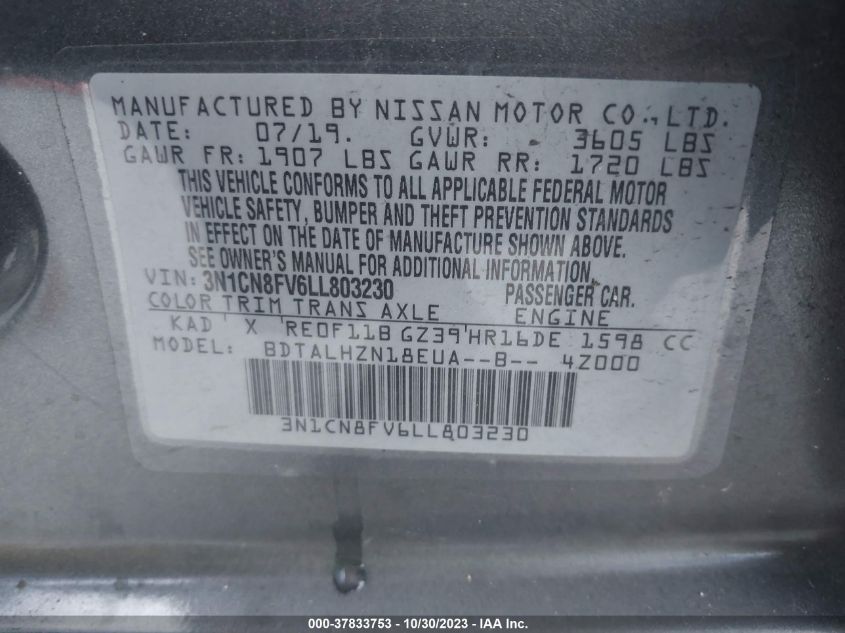 MANUFACTURED BY NISSAN MOTOR CO., LTD.
DATE: 07/19. GVWR: 3605 LBS
GAWR FR: 1907 LBS GAWR RR: 1720 LBS
THIS VEHICLE CONFORMS TO ALL APPLICABLE FEDERAL MOTOR
VEHICLE SAFETY, BUMPER AND THEFT PREVENTION STANDARDS
IN EFFECT ON THE DATE OF MANUFACTURE SHOWN ABOVE.
SEE OWNER'S MANUAL FOR ADDITIONAL INFORMATION
VIN: 3N1CN8FV6LL803230 PASSENGER CAR.
COLOR TRIM TRANS AXLE ENGINE
KAD X RE0F11B GZ39 HR16DE 1598 CC
MODEL: BDTALHZN18EUA--B-- 4Z000
3N1CN8FV6LL803230
000-37833753 - 10/30/2023 - IAA Inc.